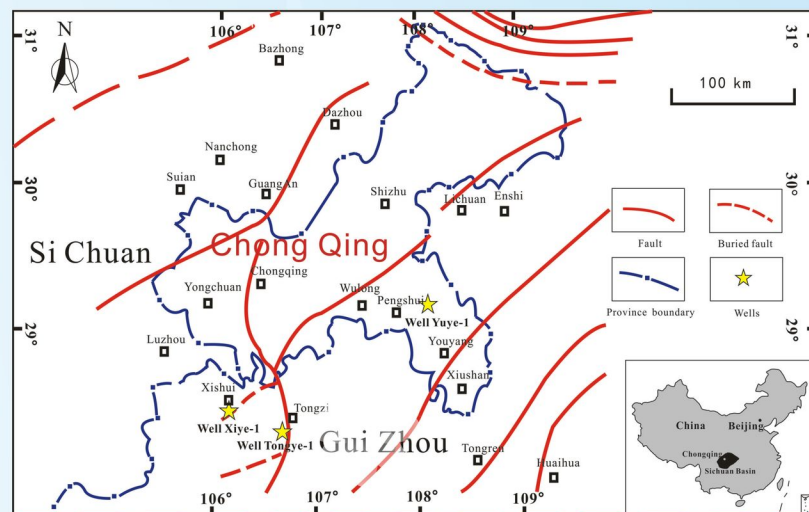 106°
107°
108°
109°
31°
31°
N
Bazhong
100 km
Dazhou
Nanchong
30°
30°
Suian
GuangAn
Shizhu
Lichuan
Enshi
Si Chuan
Chong Qing
Fault
Buried fault
Chongqing
Yongchuan
Wulong
Pengshui
Well Yuye-1
Province boundary
Wells
29°
29°
Luzhou
Youyang
Xishui
Xiushan
Well Xiye-1
Tongzi
Well Tongye-1
Gui Zhou
Tongren
Huaihua
China
Beijing
Chongqing
Sichuan Basin
106°
107°
108°
109°